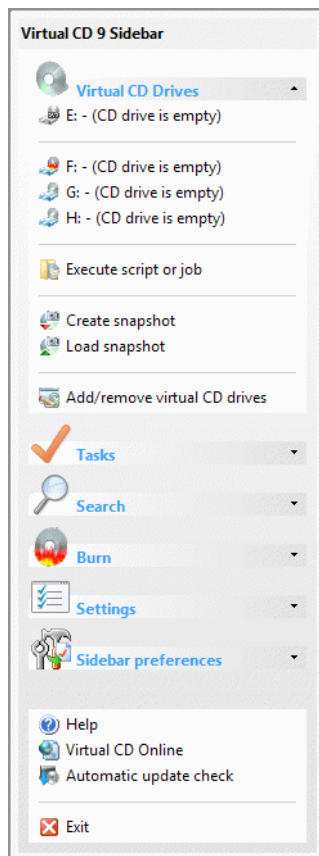 Virtual CD 9 Sidebar
Virtual CD Drives
E: - (CD drive is empty)
F: - (CD drive is empty)
G: - (CD drive is empty)
H: - (CD drive is empty)
Execute script or job
Create snapshot
Load snapshot
Add/remove virtual CD drives
Tasks
Search
Burn
Settings
Sidebar preferences
Help
Virtual CD Online
Automatic update check
Exit